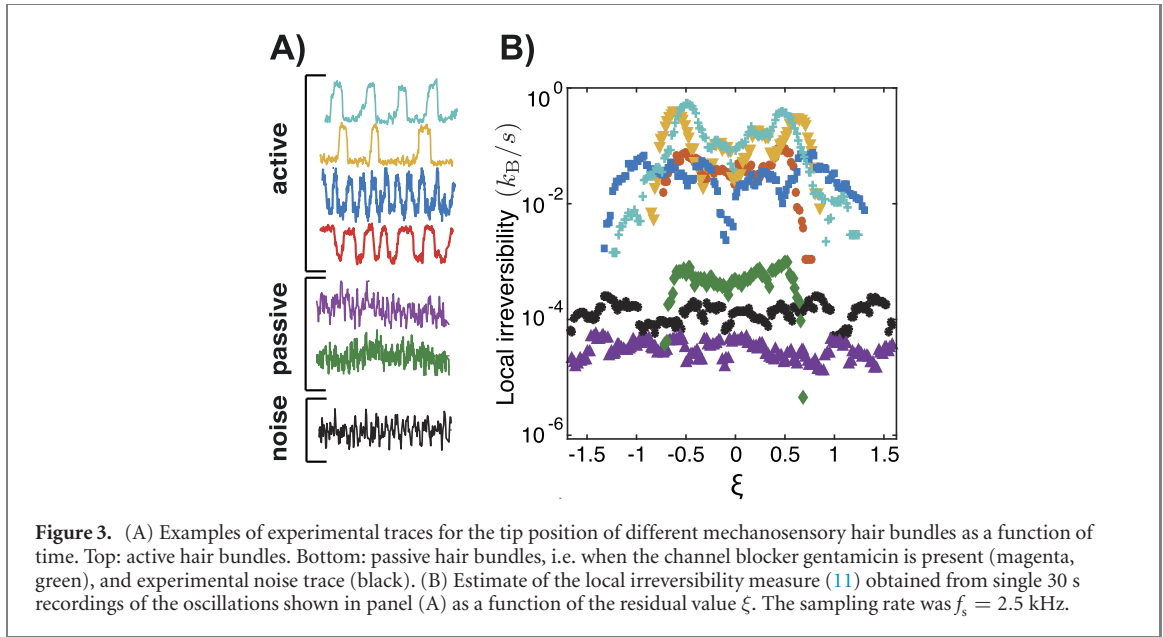 A)
B)
active
passive
noise
Local irreversibility (k_B/s)
10^0
10^-2
10^-4
10^-6
-1.5 -1 -0.5 0 0.5 1 1.5
ξ
Figure 3. (A) Examples of experimental traces for the tip position of different mechanosensory hair bundles as a function of
time. Top: active hair bundles. Bottom: passive hair bundles, i.e. when the channel blocker gentamicin is present (magenta,
green), and experimental noise trace (black). (B) Estimate of the local irreversibility measure (11) obtained from single 30 s
recordings of the oscillations shown in panel (A) as a function of the residual value ξ. The sampling rate was f_s = 2.5 kHz.